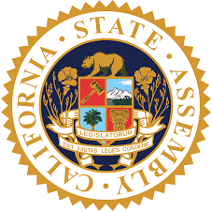 CALIFORNIA · STATE · ASSEMBLY ·
LEGISLATORUM
EST JUSTAS LEGES CONDERE